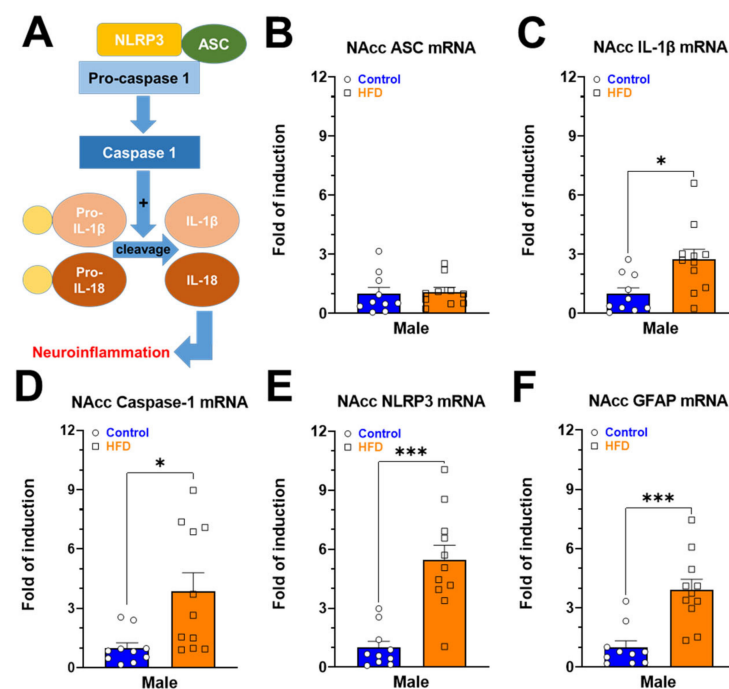 A
NLRP3
ASC
Pro-caspase 1
Caspase 1
+
Pro-
IL-1β
IL-1β
cleavage
Pro-
IL-18
IL-18
Neuroinflammation
B
NAcc ASC mRNA
Control
HFD
Fold of induction
12
9
6
3
0
Male
C
NAcc IL-1β mRNA
Control
HFD
*
Fold of induction
12
9
6
3
0
Male
D
NAcc Caspase-1 mRNA
Control
HFD
*
Fold of induction
12
9
6
3
0
Male
E
NAcc NLRP3 mRNA
Control
HFD
***
Fold of induction
12
9
6
3
0
Male
F
NAcc GFAP mRNA
Control
HFD
***
Fold of induction
12
9
6
3
0
Male